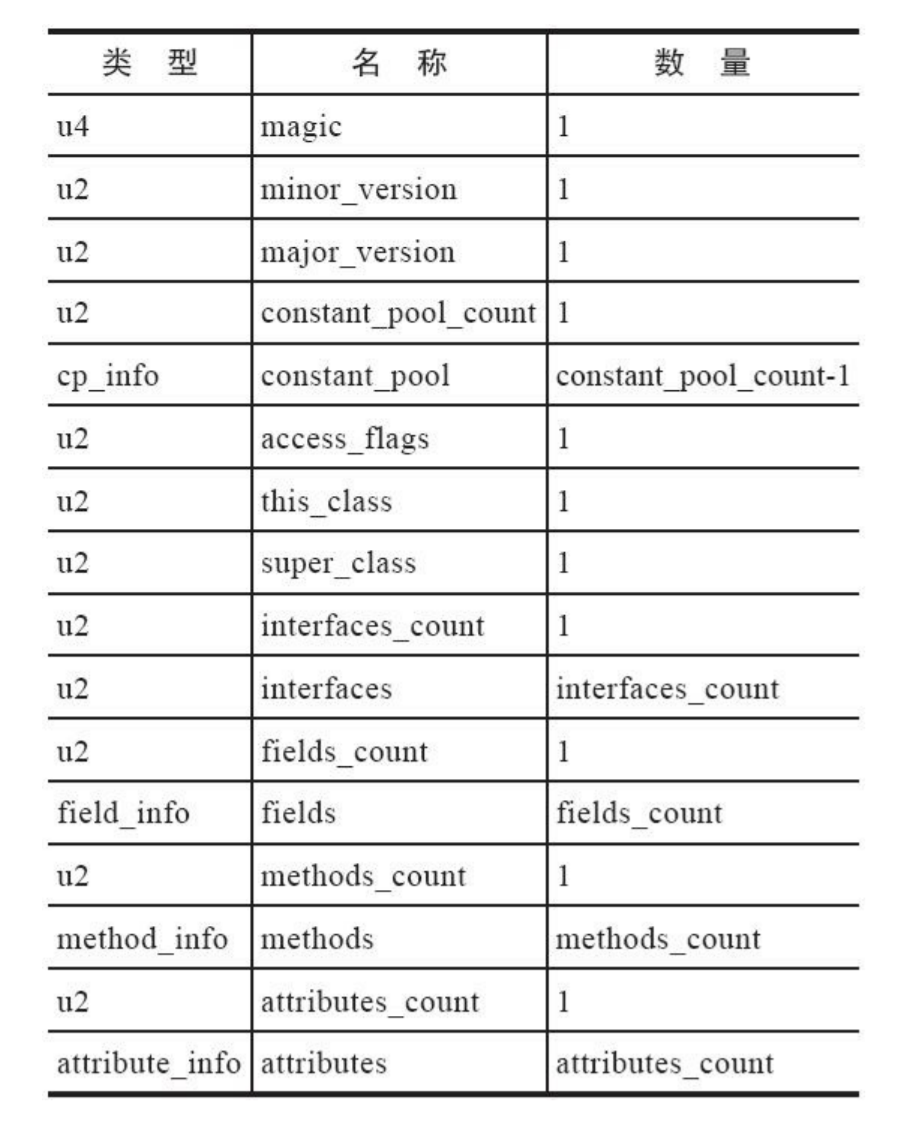 类 型 名 称 数 量
u4 magic 1
u2 minor_version 1
u2 major_version 1
u2 constant_pool_count 1
cp_info constant_pool constant_pool_count-1
u2 access_flags 1
u2 this_class 1
u2 super_class 1
u2 interfaces_count 1
u2 interfaces interfaces_count
u2 fields_count 1
field_info fields fields_count
u2 methods_count 1
method_info methods methods_count
u2 attributes_count 1
attribute_info attributes attributes_count